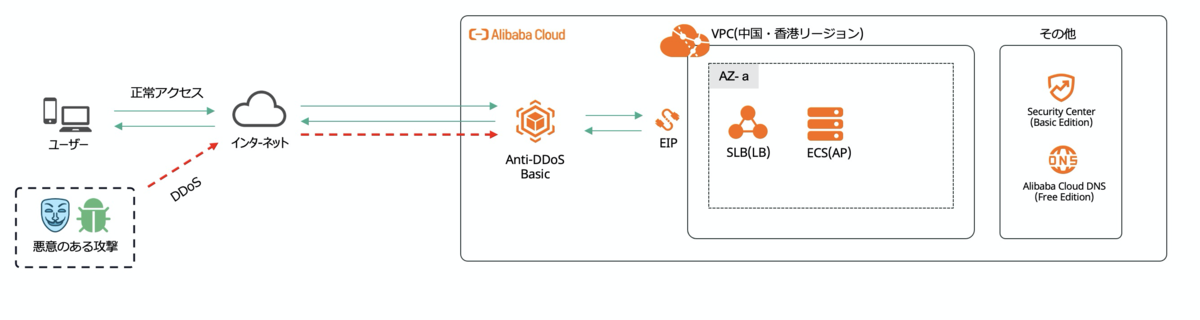 Alibaba Cloud
VPC(中国・香港リージョン)
その他
AZ- a
正常アクセス
ユーザー
インターネット
DDoS
悪意のある攻撃
Anti-DDoS
Basic
EIP
SLB(LB)
ECS(AP)
Security Center
(Basic Edition)
DNS
Alibaba Cloud DNS
(Free Edition)